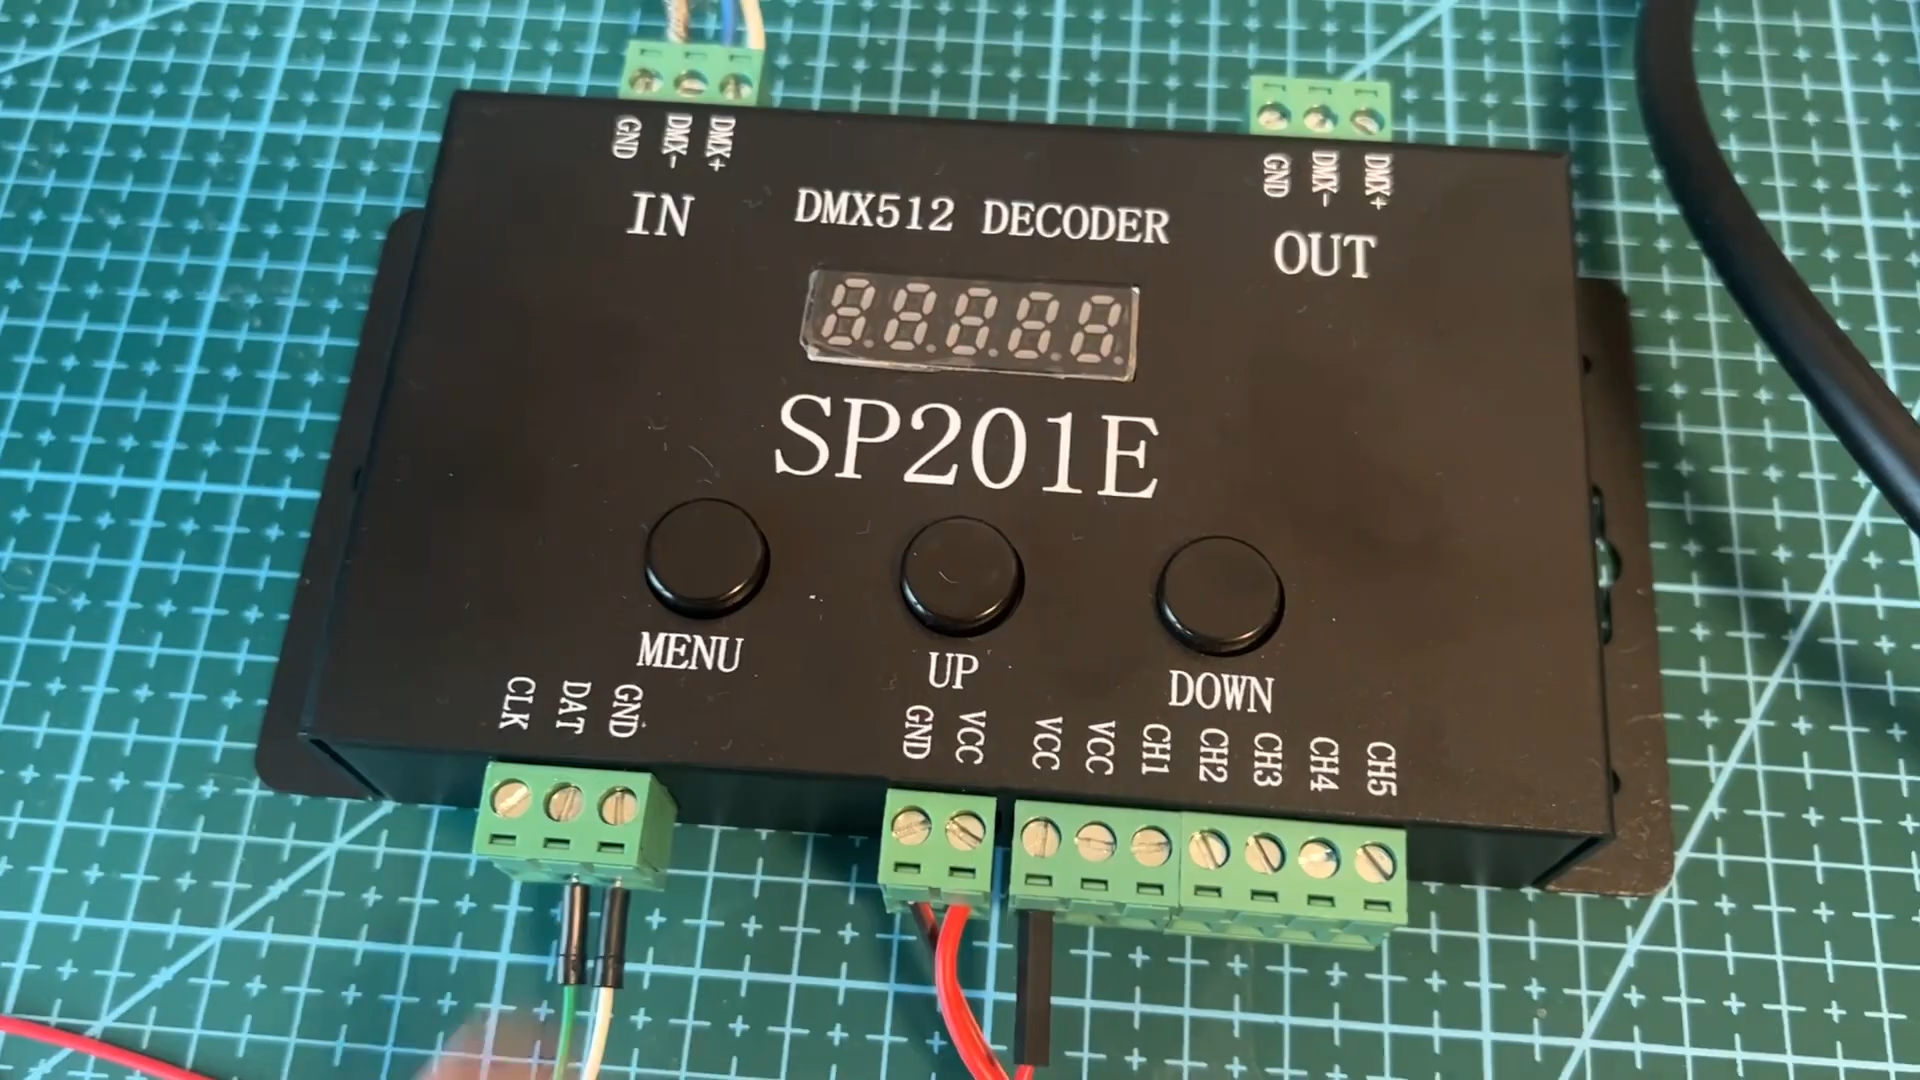 GND DMX- DMX+
IN
DMX512 DECODER
GND DMX- DMX+
OUT
SP201E
MENU
UP
DOWN
CLK DAT GND
GND VCC
VCC VCC CH1 CH2 CH3 CH4 CH5